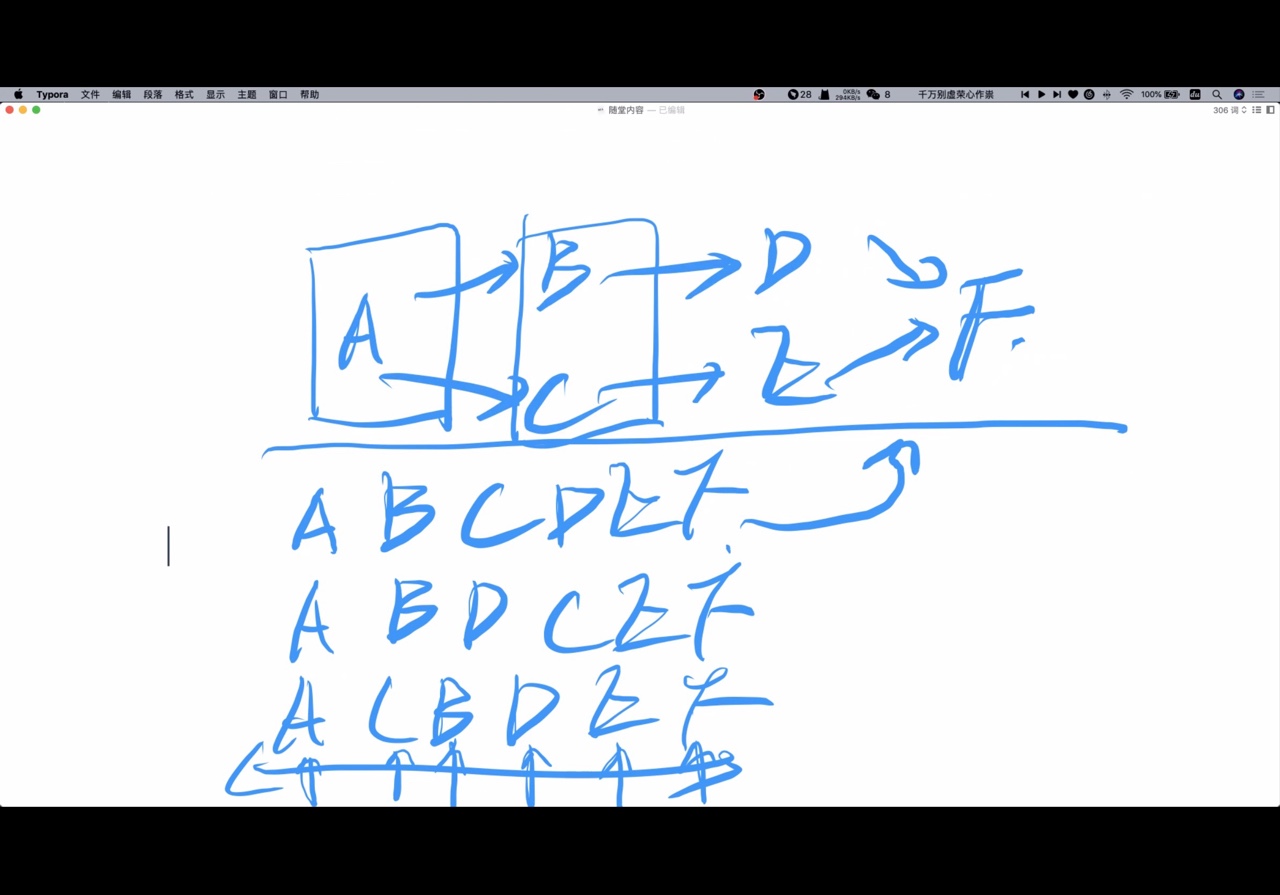 Typora 文件 编辑 段落 格式 显示 主题 窗口 帮助 28 0KB/s 294KB/s 8 千万别虚荣心作祟 100%
随堂内容 — 已编辑 306 词
B D
A F
C E
A B C D E F
A B D C E F
A C B D E F